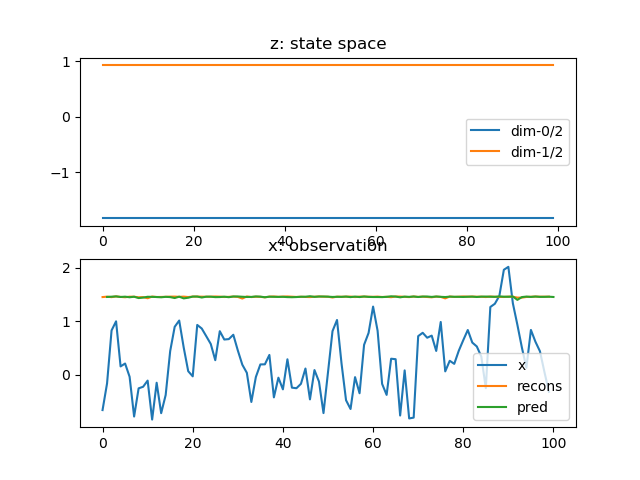 z: state space
1
0
−1
dim-0/2
dim-1/2
0 20 40 60 80 100
x: observation
2
1
0
x
recons
pred
0 20 40 60 80 100